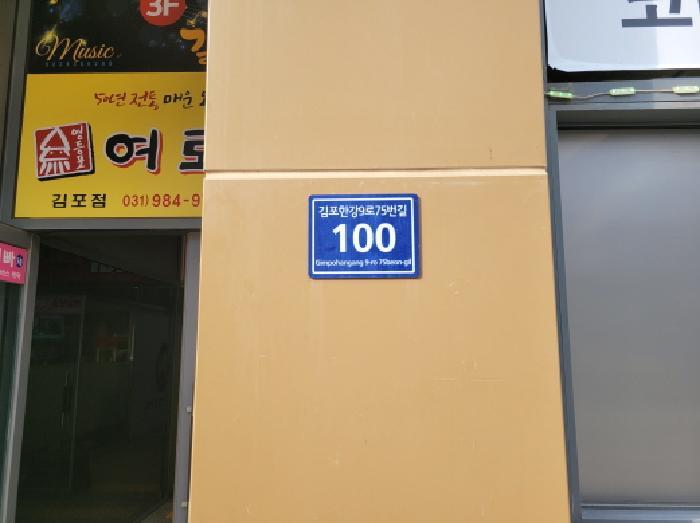 3F
Music
50년 전통 매운
여로
김포점 031)984-9
김포한강9로75번길
100
Gimpohangang 9-ro 75beon-gil